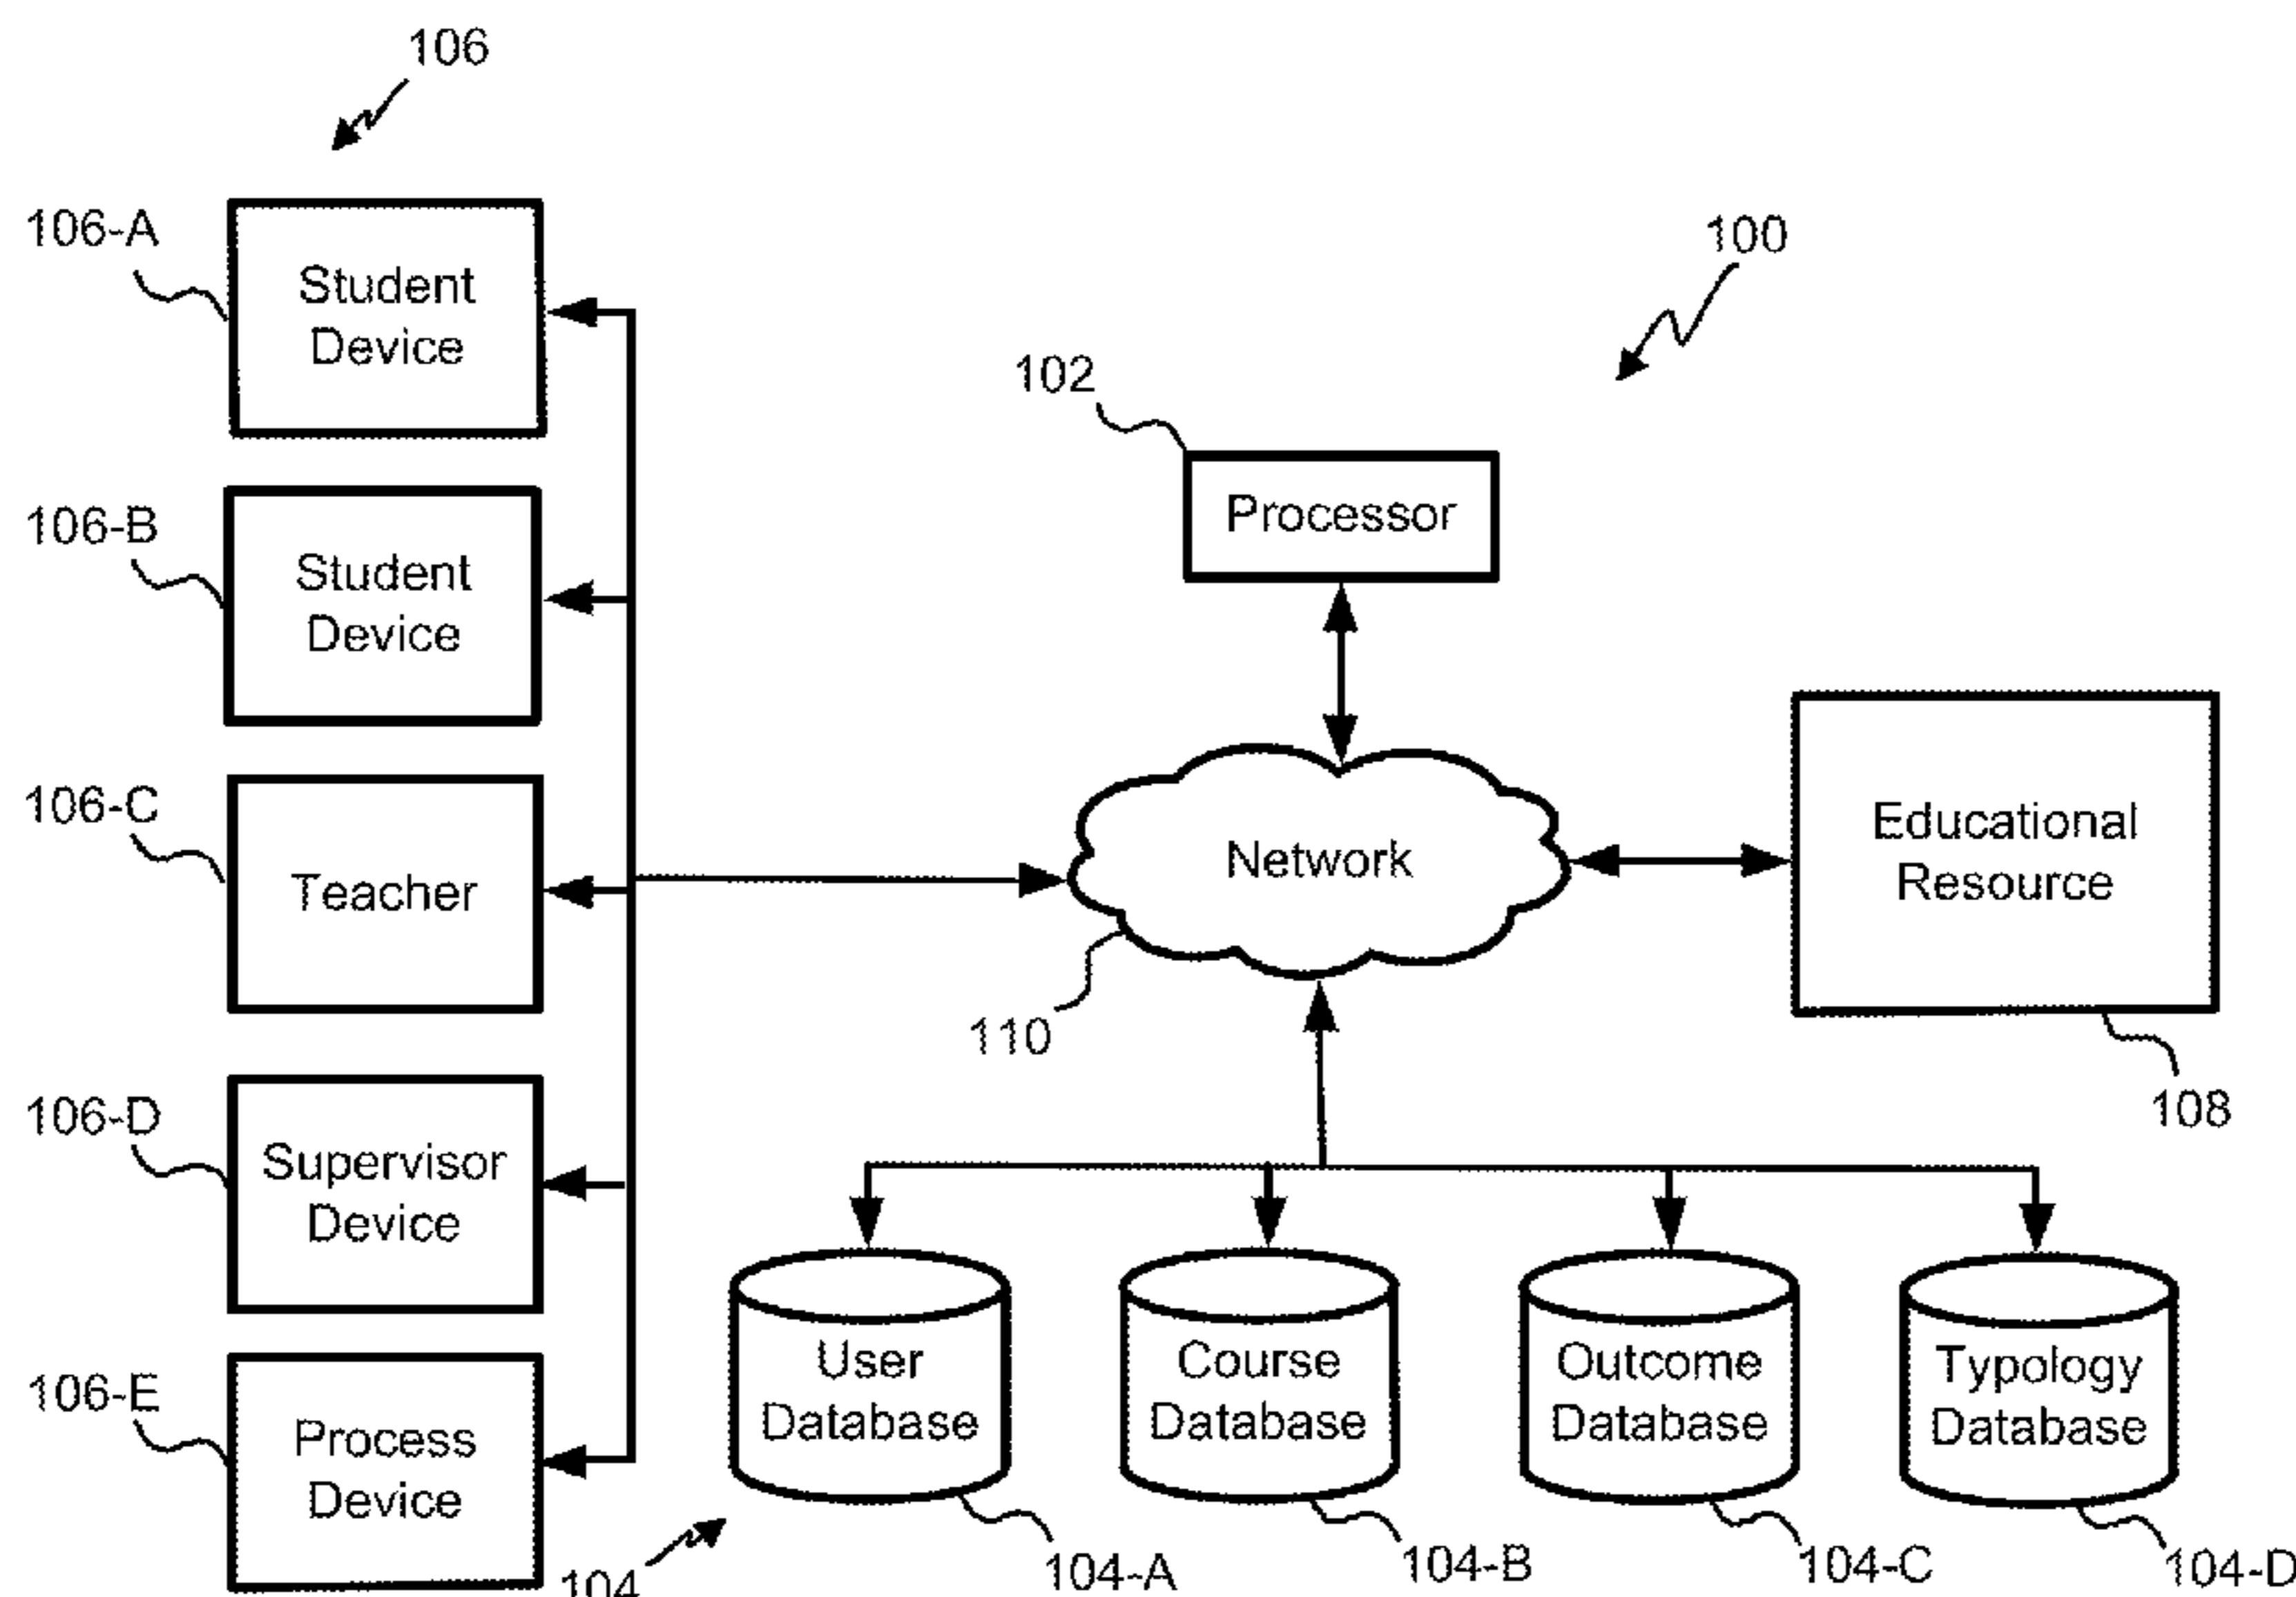 106
106-A
Student
Device
100
102
Processor
106-B
Student
Device
106-C
Teacher
Network
110
Educational
Resource
108
106-D
Supervisor
Device
106-E
Process
Device
User
Database
Course
Database
Outcome
Database
Typology
Database
104
104-A
104-B
104-C
104-D